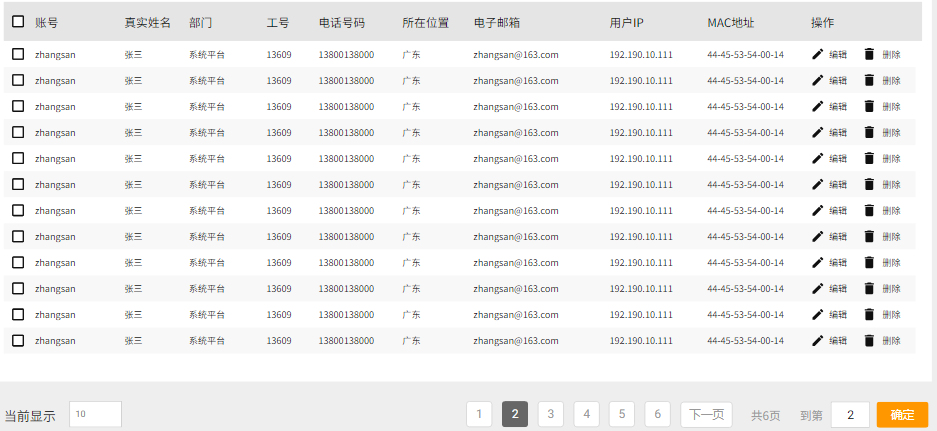 账号 真实姓名 部门 工号 电话号码 所在位置 电子邮箱 用户IP MAC地址 操作
zhangsan 张三 系统平台 13609 13800138000 广东 zhangsan@163.com 192.190.10.111 44-45-53-54-00-14 编辑 删除
zhangsan 张三 系统平台 13609 13800138000 广东 zhangsan@163.com 192.190.10.111 44-45-53-54-00-14 编辑 删除
zhangsan 张三 系统平台 13609 13800138000 广东 zhangsan@163.com 192.190.10.111 44-45-53-54-00-14 编辑 删除
zhangsan 张三 系统平台 13609 13800138000 广东 zhangsan@163.com 192.190.10.111 44-45-53-54-00-14 编辑 删除
zhangsan 张三 系统平台 13609 13800138000 广东 zhangsan@163.com 192.190.10.111 44-45-53-54-00-14 编辑 删除
zhangsan 张三 系统平台 13609 13800138000 广东 zhangsan@163.com 192.190.10.111 44-45-53-54-00-14 编辑 删除
zhangsan 张三 系统平台 13609 13800138000 广东 zhangsan@163.com 192.190.10.111 44-45-53-54-00-14 编辑 删除
zhangsan 张三 系统平台 13609 13800138000 广东 zhangsan@163.com 192.190.10.111 44-45-53-54-00-14 编辑 删除
zhangsan 张三 系统平台 13609 13800138000 广东 zhangsan@163.com 192.190.10.111 44-45-53-54-00-14 编辑 删除
zhangsan 张三 系统平台 13609 13800138000 广东 zhangsan@163.com 192.190.10.111 44-45-53-54-00-14 编辑 删除
zhangsan 张三 系统平台 13609 13800138000 广东 zhangsan@163.com 192.190.10.111 44-45-53-54-00-14 编辑 删除
zhangsan 张三 系统平台 13609 13800138000 广东 zhangsan@163.com 192.190.10.111 44-45-53-54-00-14 编辑 删除
当前显示 10 1 2 3 4 5 6 下一页 共6页 到第 2 确定